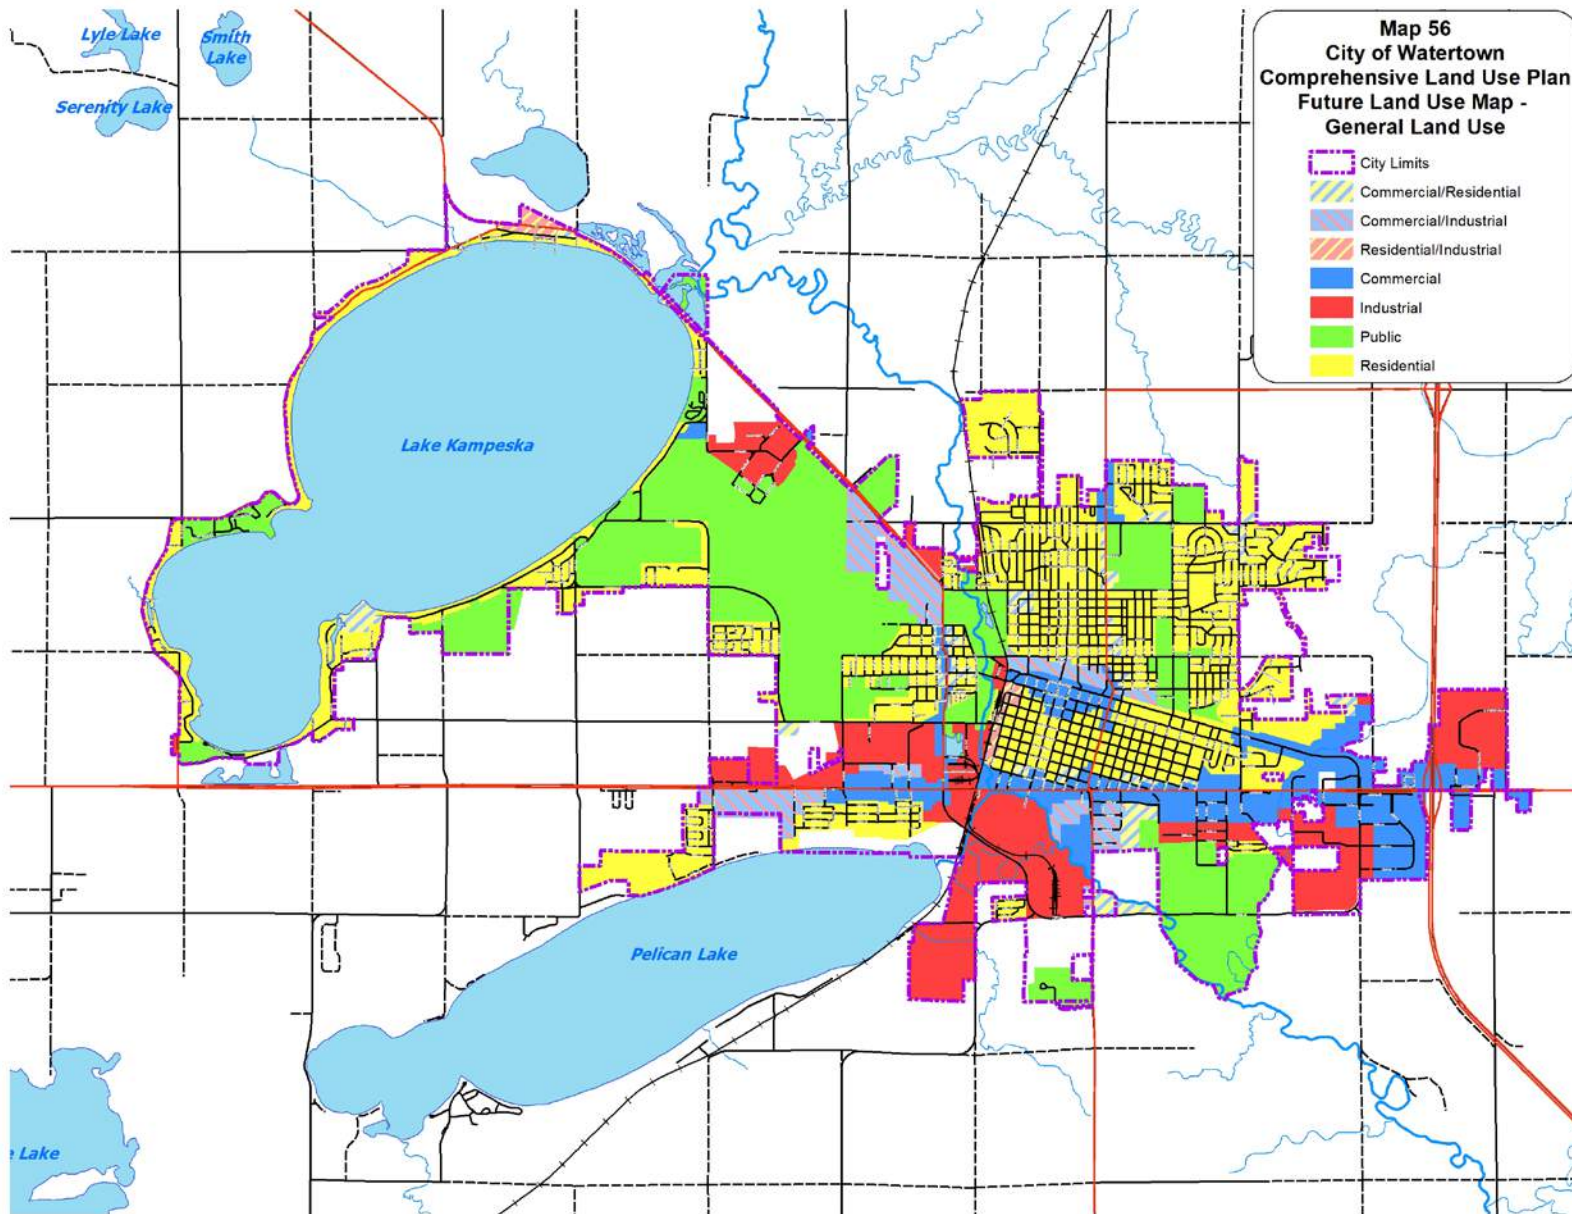 Map 56
City of Watertown
Comprehensive Land Use Plan
Future Land Use Map -
General Land Use
City Limits
Commercial/Residential
Commercial/Industrial
Residential/Industrial
Commercial
Industrial
Public
Residential
Lyle Lake
Smith
Lake
Serenity Lake
Lake Kampeska
Pelican Lake
e Lake